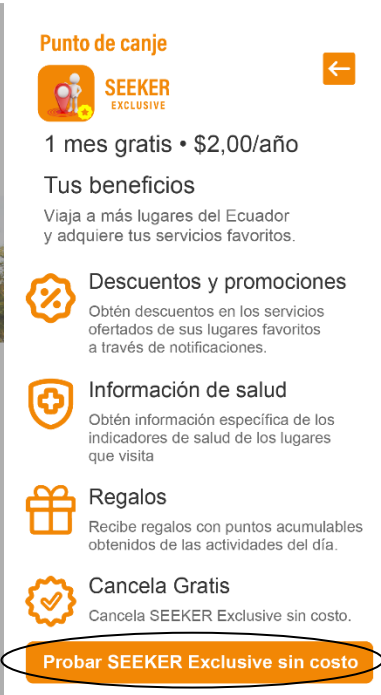 Punto de canje
SEEKER
EXCLUSIVE
1 mes gratis • $2,00/año
Tus beneficios
Viaja a más lugares del Ecuador
y adquiere tus servicios favoritos.
Descuentos y promociones
Obtén descuentos en los servicios
ofertados de sus lugares favoritos
a través de notificaciones.
Información de salud
Obtén información específica de los
indicadores de salud de los lugares
que visita
Regalos
Recibe regalos con puntos acumulables
obtenidos de las actividades del día.
Cancela Gratis
Cancela SEEKER Exclusive sin costo.
Probar SEEKER Exclusive sin costo